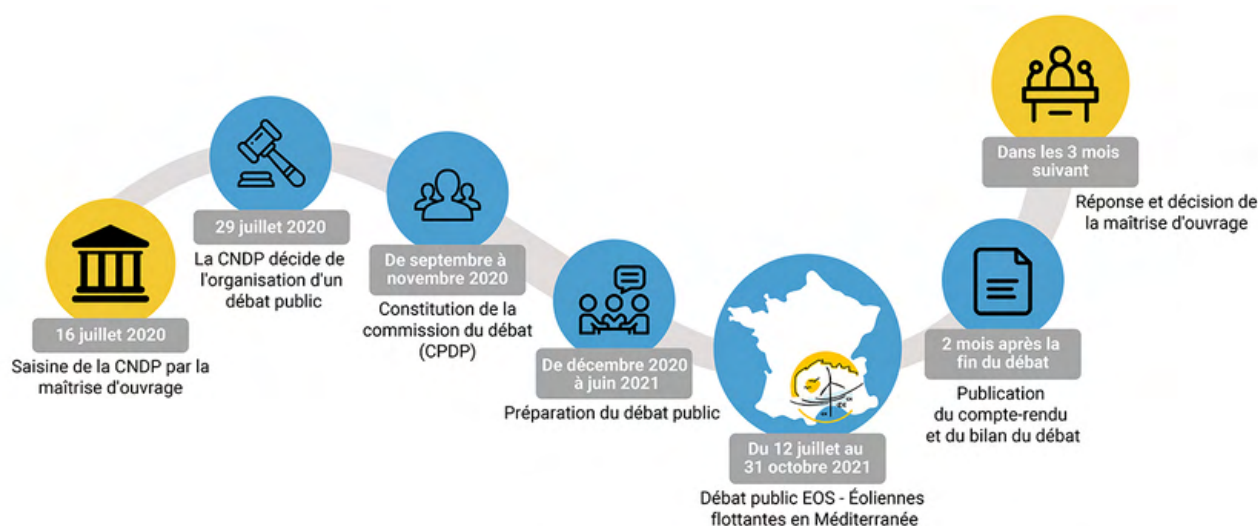 16 juillet 2020
Saisine de la CNDP par la
maîtrise d'ouvrage
29 juillet 2020
La CNDP décide de
l'organisation d'un
débat public
De septembre à
novembre 2020
Constitution de la
commission du débat
(CPDP)
De décembre 2020
à juin 2021
Préparation du débat public
Du 12 juillet au
31 octobre 2021
Débat public EOS - Éoliennes
flottantes en Méditerranée
2 mois après la
fin du débat
Publication
du compte-rendu
et du bilan du débat
Dans les 3 mois
suivant
Réponse et décision de
la maîtrise d'ouvrage